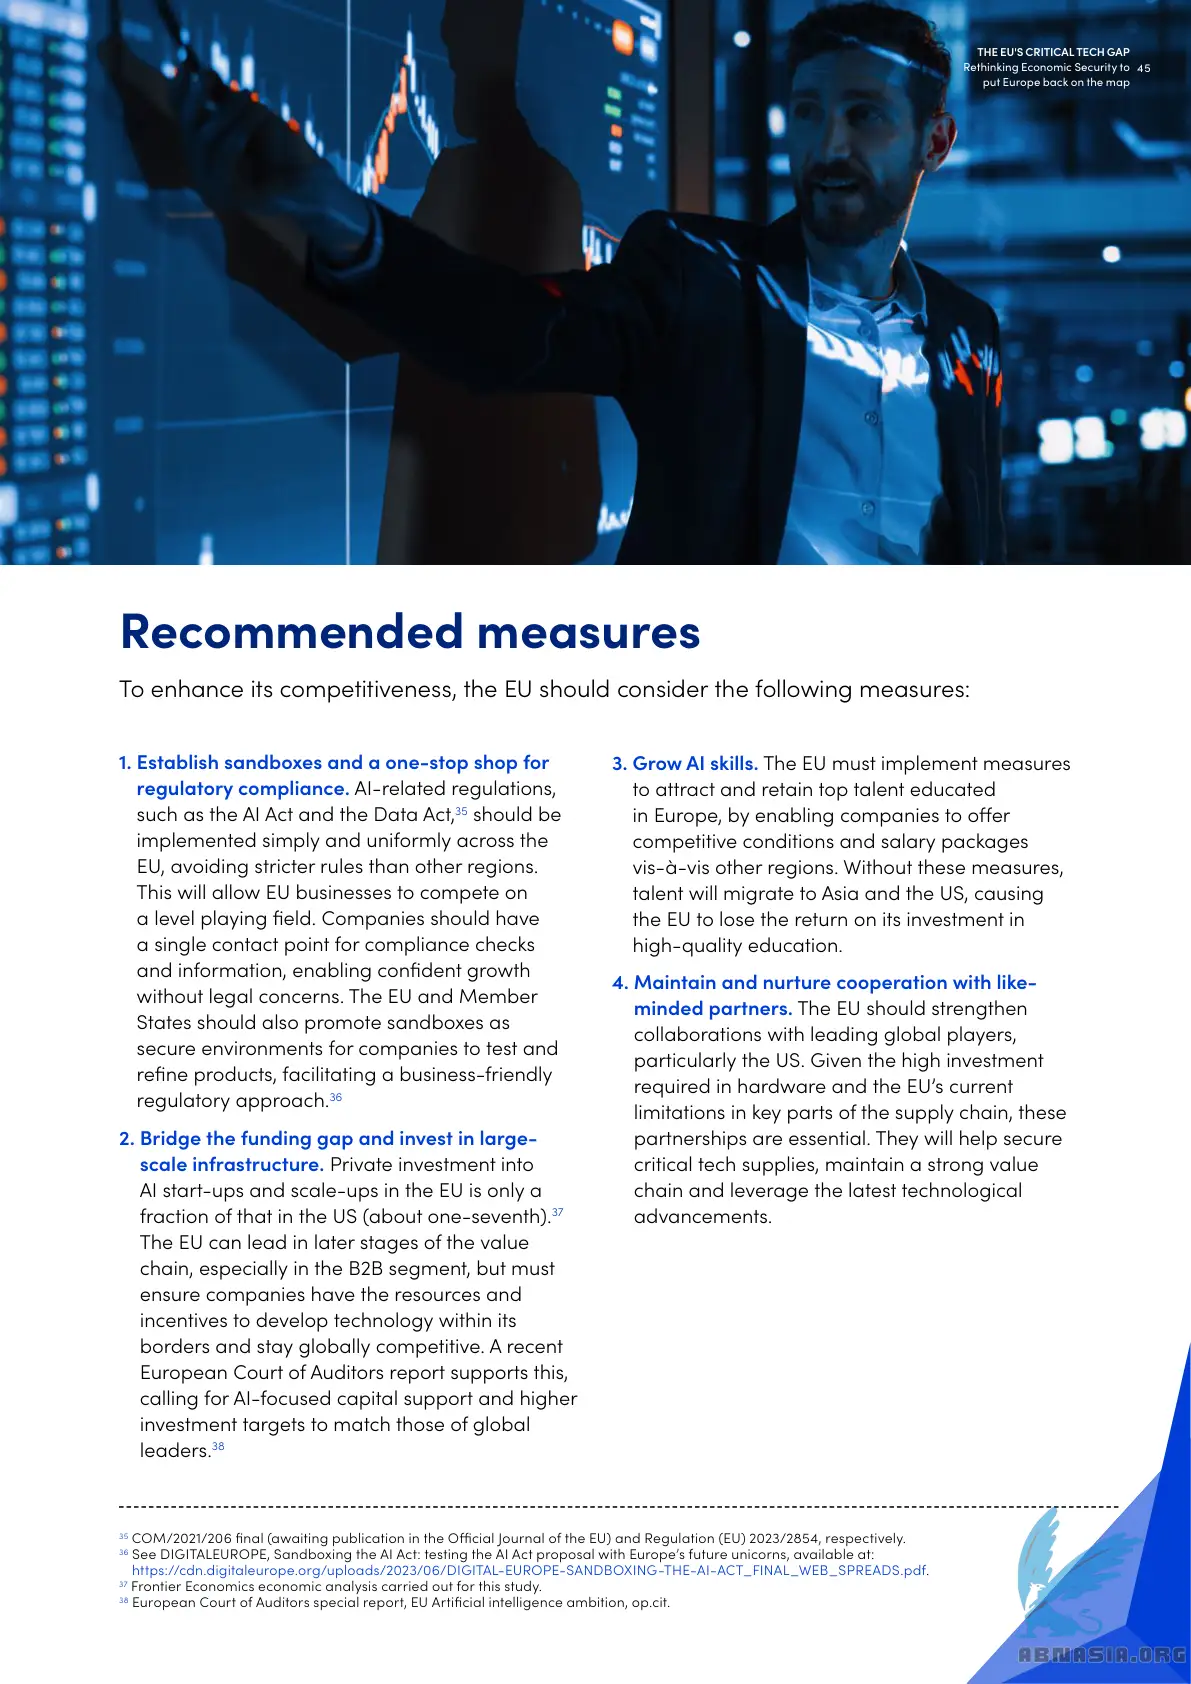 THE EU'S CRITICAL TECH GAP
Rethinking Economic Security to 45
put Europe back on the map
Recommended measures
To enhance its competitiveness, the EU should consider the following measures:
1. Establish sandboxes and a one-stop shop for
regulatory compliance. AI-related regulations,
such as the AI Act and the Data Act,35 should be
implemented simply and uniformly across the
EU, avoiding stricter rules than other regions.
This will allow EU businesses to compete on
a level playing field. Companies should have
a single contact point for compliance checks
and information, enabling confident growth
without legal concerns. The EU and Member
States should also promote sandboxes as
secure environments for companies to test and
refine products, facilitating a business-friendly
regulatory approach.36
2. Bridge the funding gap and invest in large-
scale infrastructure. Private investment into
AI start-ups and scale-ups in the EU is only a
fraction of that in the US (about one-seventh).37
The EU can lead in later stages of the value
chain, especially in the B2B segment, but must
ensure companies have the resources and
incentives to develop technology within its
borders and stay globally competitive. A recent
European Court of Auditors report supports this,
calling for AI-focused capital support and higher
investment targets to match those of global
leaders.38
3. Grow AI skills. The EU must implement measures
to attract and retain top talent educated
in Europe, by enabling companies to offer
competitive conditions and salary packages
vis-à-vis other regions. Without these measures,
talent will migrate to Asia and the US, causing
the EU to lose the return on its investment in
high-quality education.
4. Maintain and nurture cooperation with like-
minded partners. The EU should strengthen
collaborations with leading global players,
particularly the US. Given the high investment
required in hardware and the EU's current
limitations in key parts of the supply chain, these
partnerships are essential. They will help secure
critical tech supplies, maintain a strong value
chain and leverage the latest technological
advancements.
35 COM/2021/206 final (awaiting publication in the Official Journal of the EU) and Regulation (EU) 2023/2854, respectively.
36 See DIGITALEUROPE, Sandboxing the AI Act: testing the AI Act proposal with Europe's future unicorns, available at:
https://cdn.digitaleurope.org/uploads/2023/06/DIGITAL-EUROPE-SANDBOXING-THE-AI-ACT_FINAL_WEB_SPREADS.pdf.
37 Frontier Economics economic analysis carried out for this study.
38 European Court of Auditors special report, EU Artificial intelligence ambition, op.cit.
ABNASIA.ORG